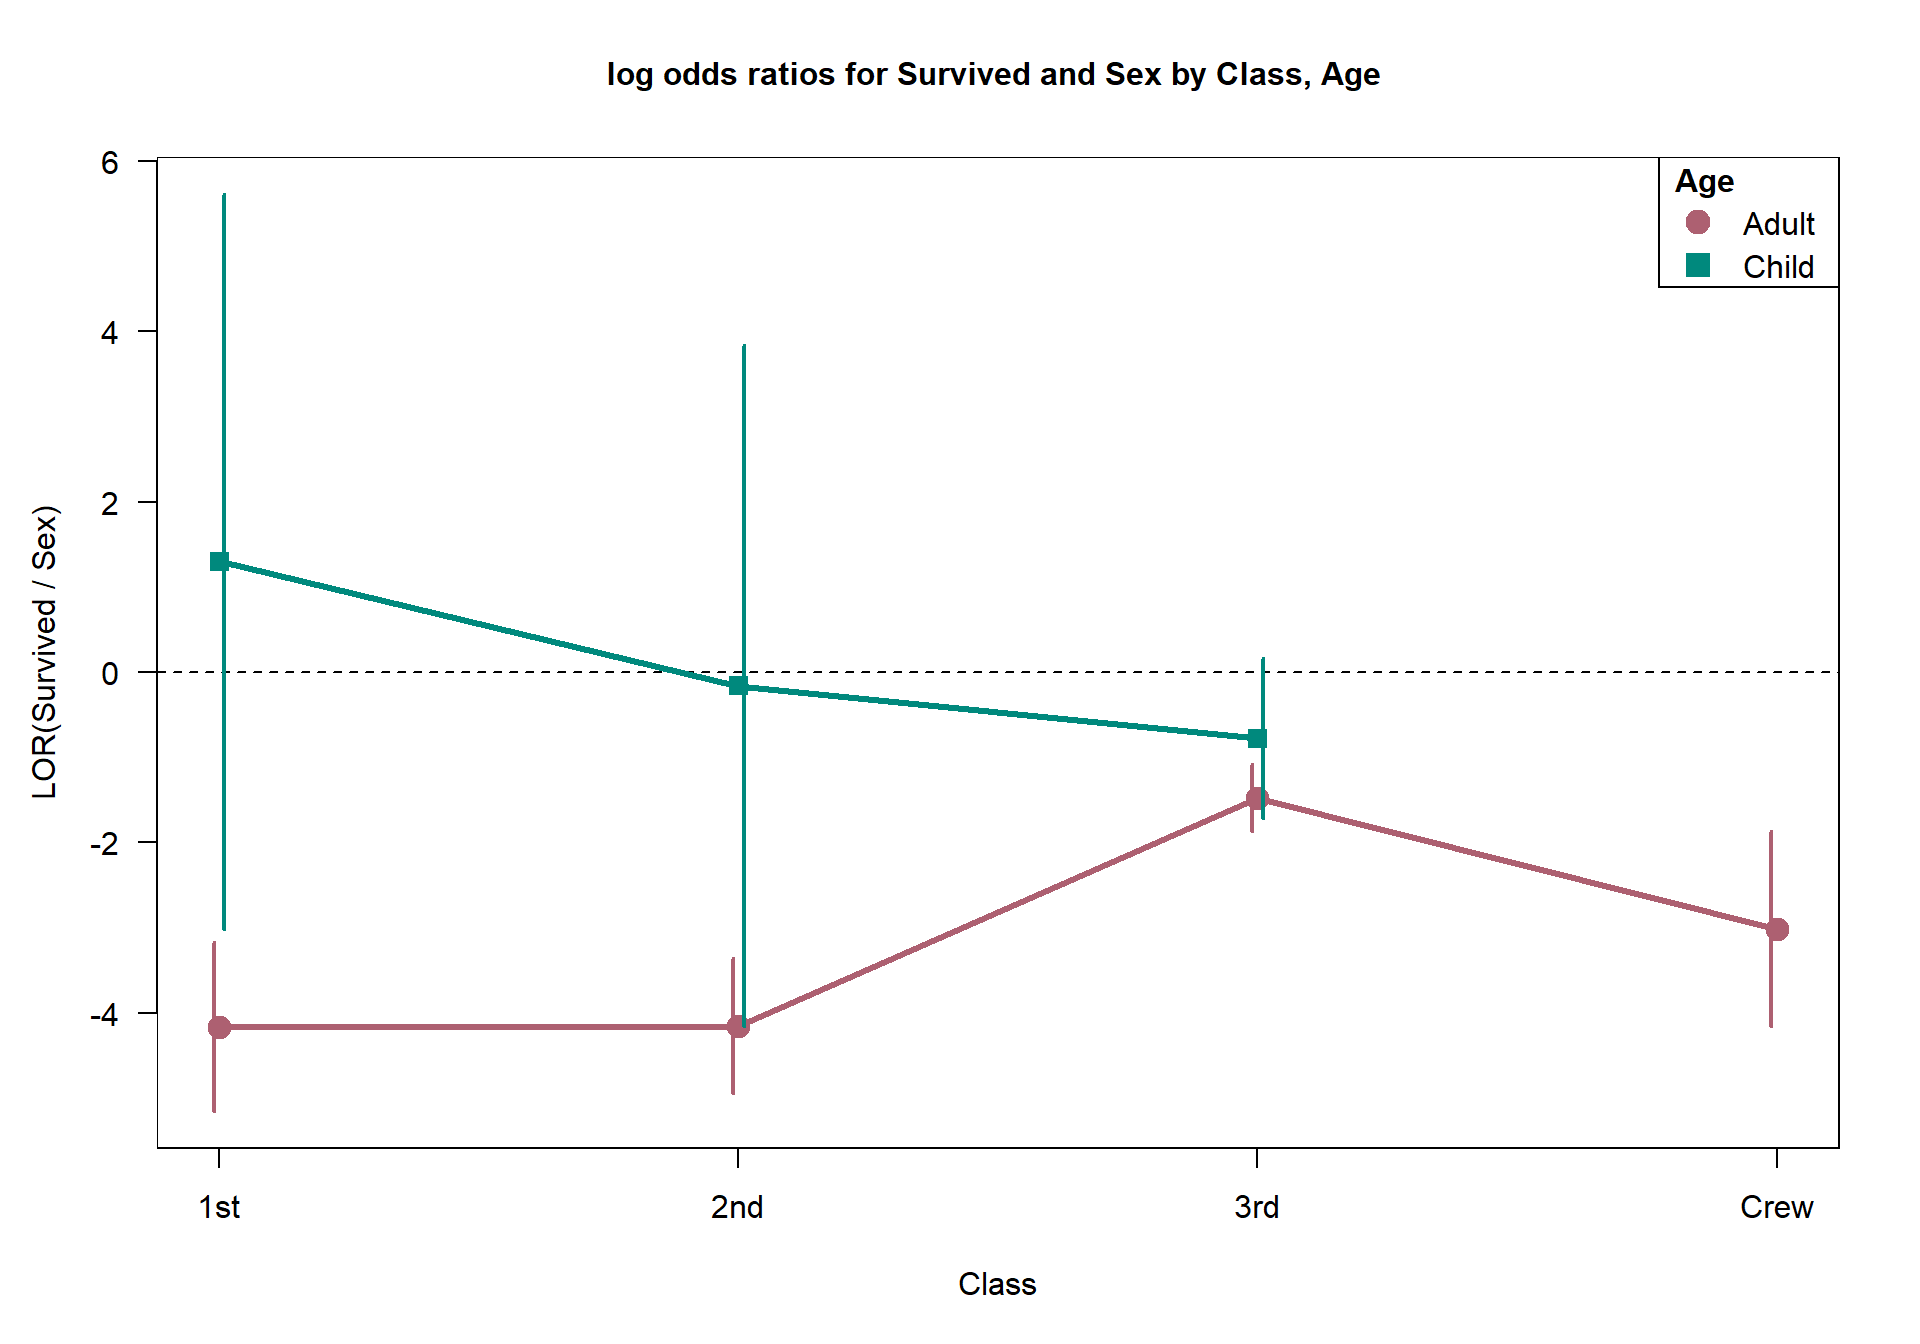 log odds ratios for Survived and Sex by Class, Age
6
4
2
0
-2
-4
LOR(Survived / Sex)
Age
Adult
Child
1st
2nd
3rd
Crew
Class